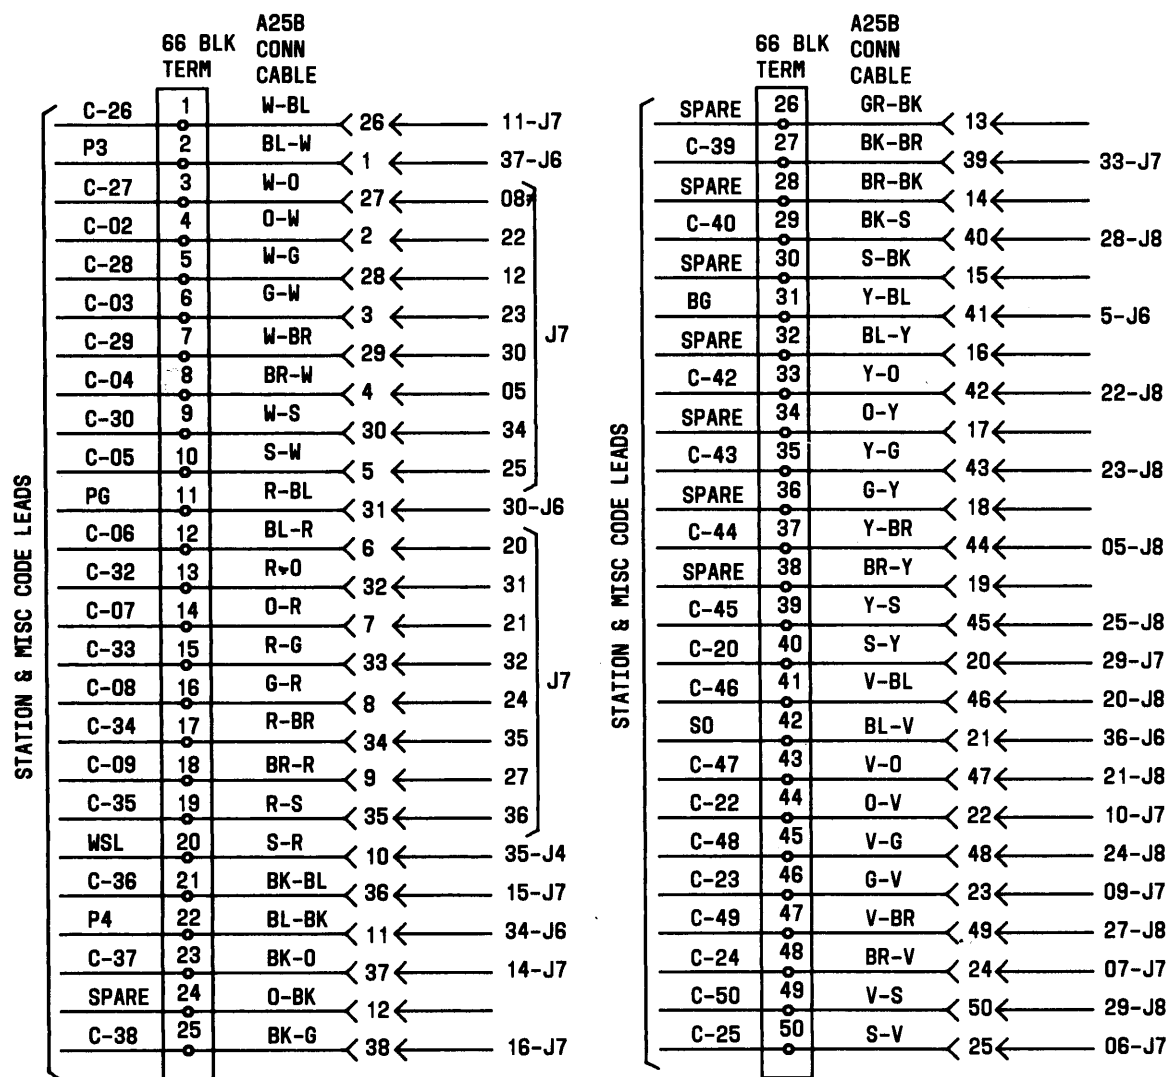 A25B
66 BLK CONN
TERM CABLE
C-26 1 W-BL 26 11-J7
P3 2 BL-W 1 37-J6
C-27 3 W-O 27 08
C-02 4 O-W 2 22
C-28 5 W-G 28 12
C-03 6 G-W 3 23
J7
C-29 7 W-BR 29 30
C-04 8 BR-W 4 05
C-30 9 W-S 30 34
C-05 10 S-W 5 25
PG 11 R-BL 31 30-J6
C-06 12 BL-R 6 20
C-32 13 R-O 32 31
C-07 14 O-R 7 21
C-33 15 R-G 33 32
C-08 16 G-R 8 24
J7
C-34 17 R-BR 34 35
C-09 18 BR-R 9 27
C-35 19 R-S 35 36
WSL 20 S-R 10 35-J4
C-36 21 BK-BL 36 15-J7
P4 22 BL-BK 11 34-J6
C-37 23 BK-O 37 14-J7
SPARE 24 O-BK 12
C-38 25 BK-G 38 16-J7
STATION & MISC CODE LEADS
A25B
66 BLK CONN
TERM CABLE
SPARE 26 GR-BK 13
C-39 27 BK-BR 39 33-J7
SPARE 28 BR-BK 14
C-40 29 BK-S 40 28-J8
SPARE 30 S-BK 15
BG 31 Y-BL 41 5-J6
SPARE 32 BL-Y 16
C-42 33 Y-O 42 22-J8
SPARE 34 O-Y 17
C-43 35 Y-G 43 23-J8
SPARE 36 G-Y 18
C-44 37 Y-BR 44 05-J8
SPARE 38 BR-Y 19
C-45 39 Y-S 45 25-J8
C-20 40 S-Y 20 29-J7
C-46 41 V-BL 46 20-J8
SO 42 BL-V 21 36-J6
C-47 43 V-O 47 21-J8
C-22 44 O-V 22 10-J7
C-48 45 V-G 48 24-J8
C-23 46 G-V 23 09-J7
C-49 47 V-BR 49 27-J8
C-24 48 BR-V 24 07-J7
C-50 49 V-S 50 29-J8
C-25 50 S-V 25 06-J7
STATION & MISC CODE LEADS